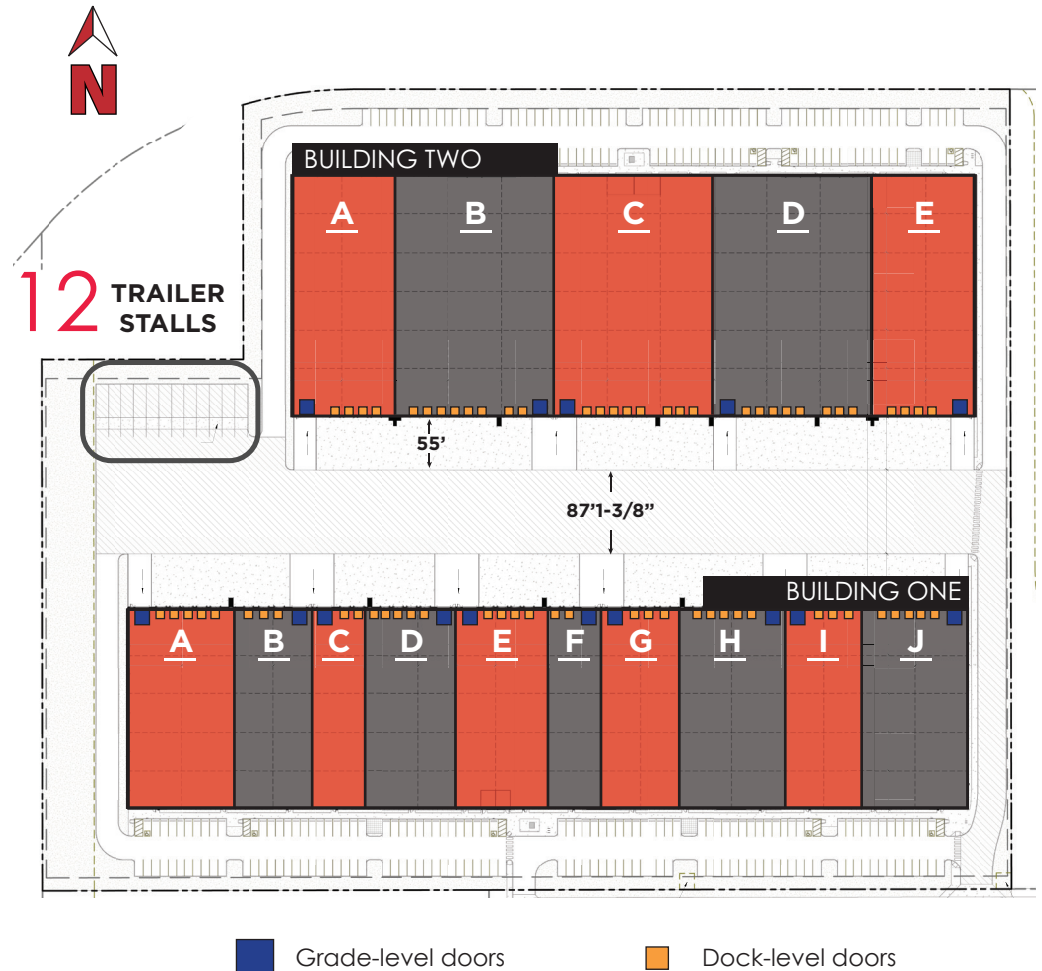 N
BUILDING TWO
A B C D E
12 TRAILER
STALLS
55’
87’1-3/8”
BUILDING ONE
A B C D E F G H I J
Grade-level doors
Dock-level doors